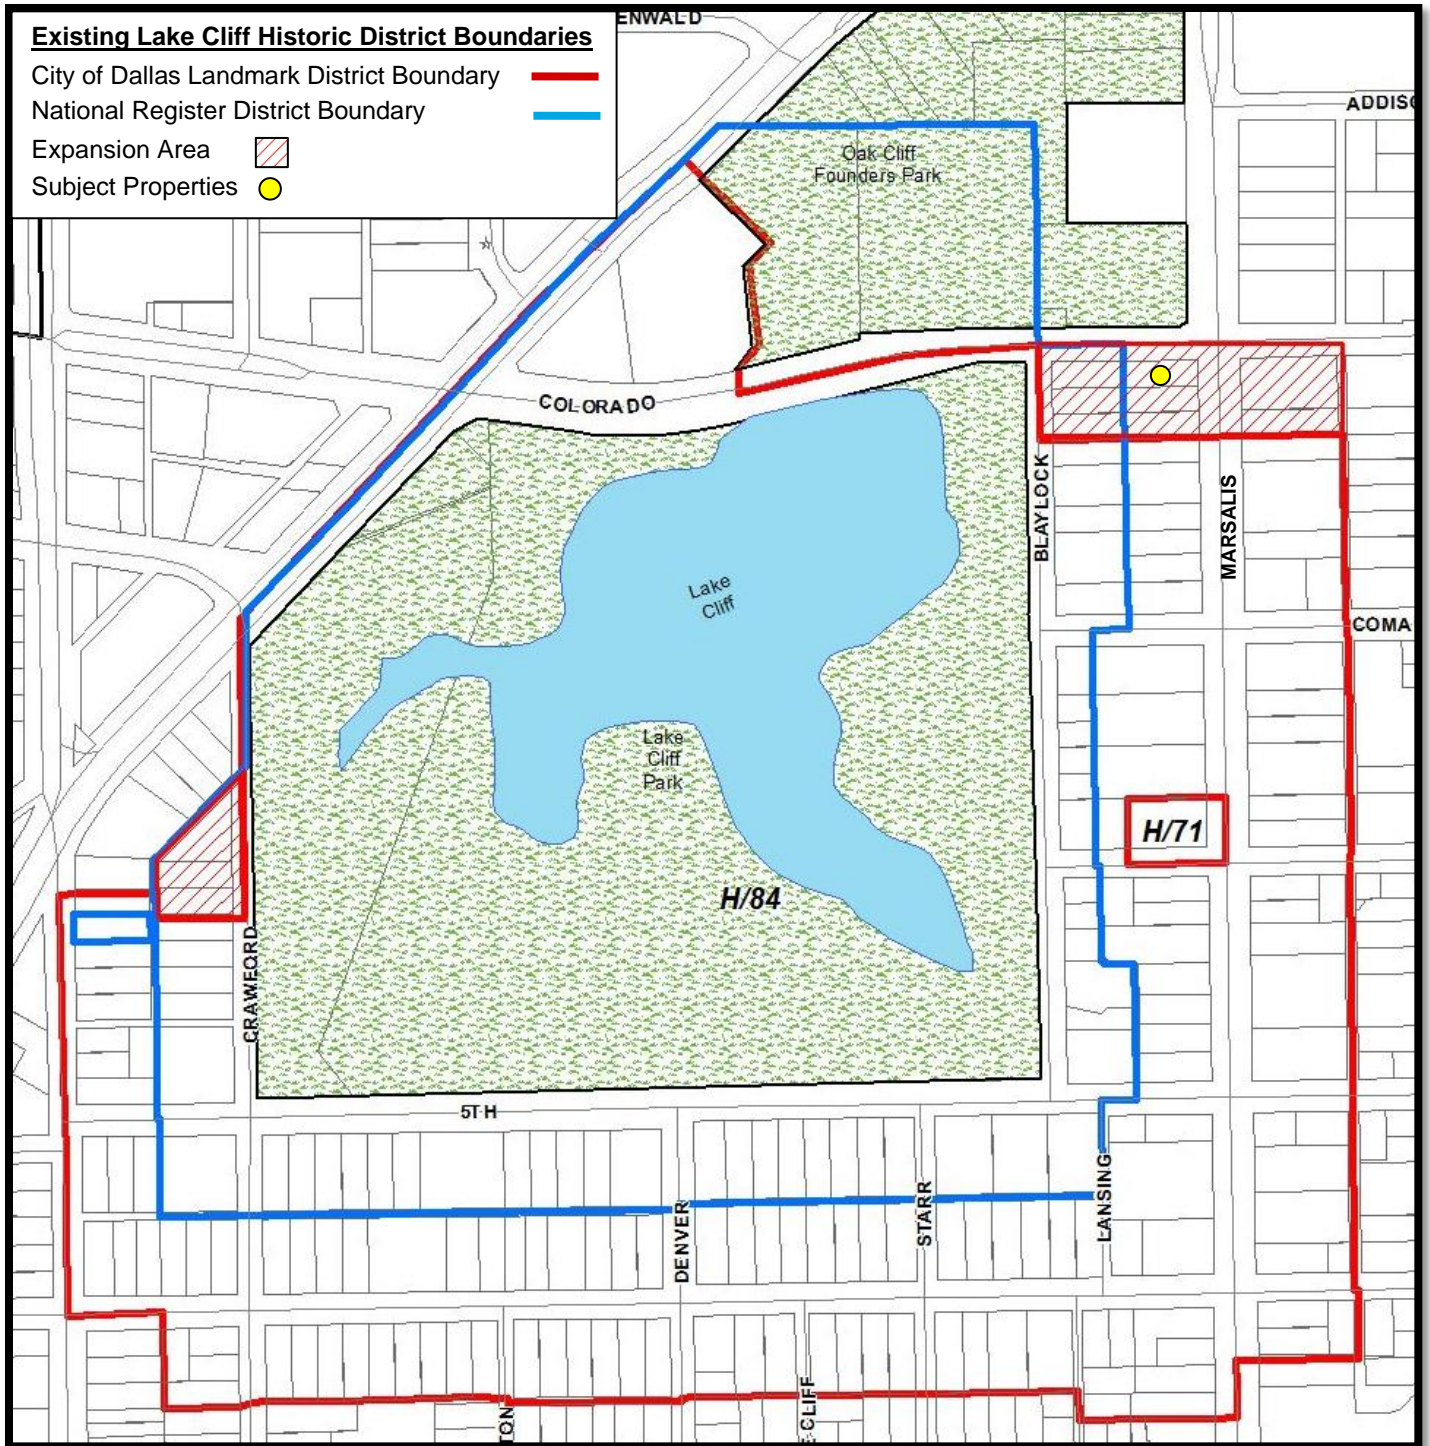 Existing Lake Cliff Historic District Boundaries
City of Dallas Landmark District Boundary
National Register District Boundary
Expansion Area
Subject Properties
ENWALD
ADDISO
Oak Cliff
Founders Park
COLORADO
BLAYLOCK
MARSALIS
Lake
Cliff
COMA
Lake
Cliff
Park
H/71
H/84
CRAWFORD
5TH
DENVER
STARR
LANSING
TON
E CLIFF